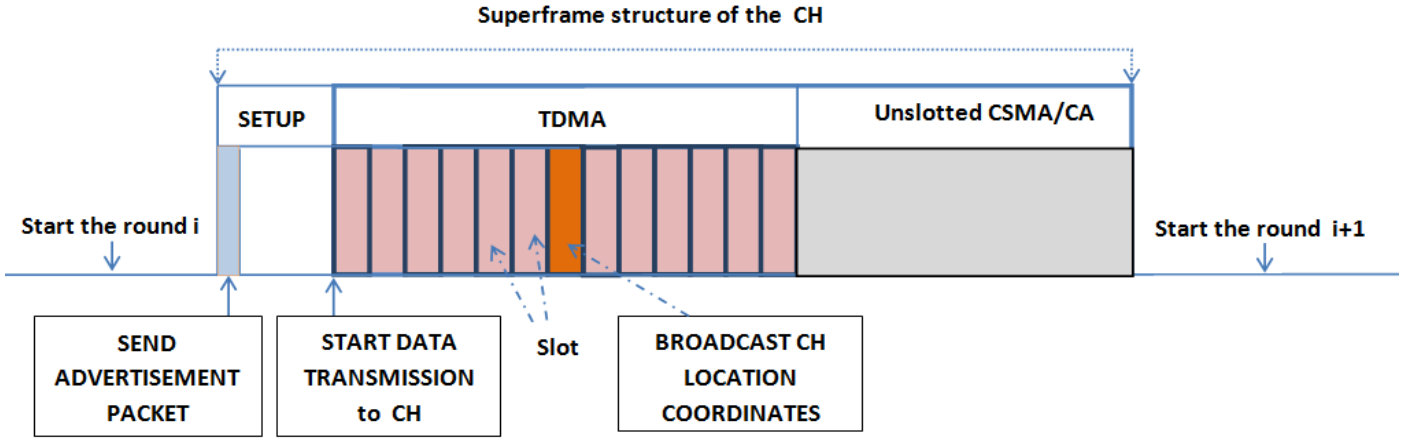 Superframe structure of the CH
SETUP
TDMA
Unslotted CSMA/CA
Start the round i
Start the round i+1
SEND
ADVERTISEMENT
PACKET
START DATA
TRANSMISSION
to CH
Slot
BROADCAST CH
LOCATION
COORDINATES